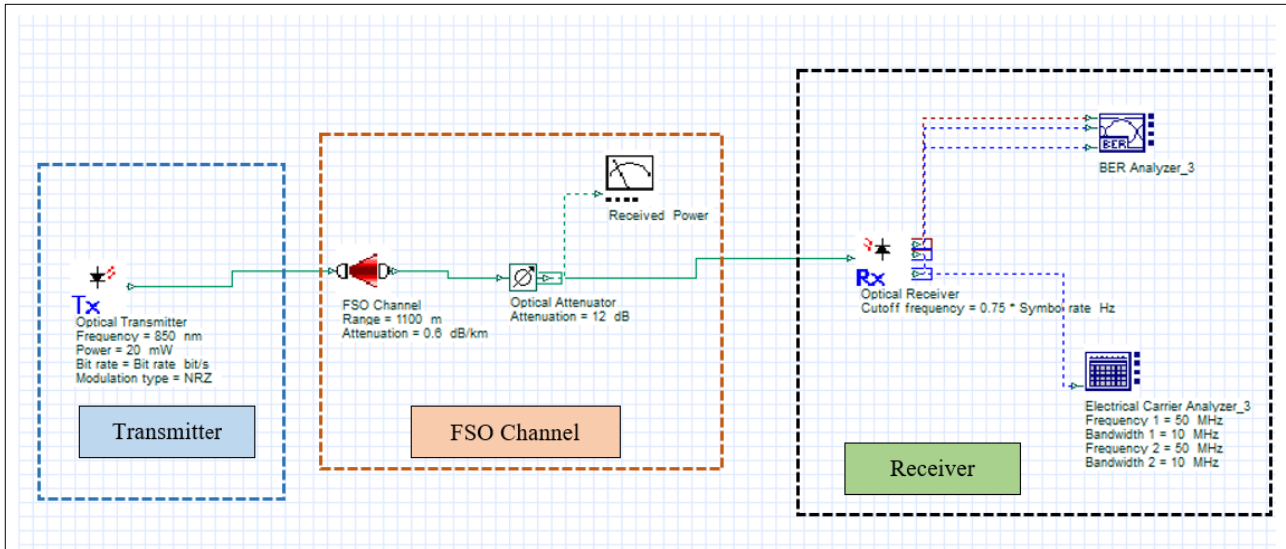 Tx
Optical Transmitter
Frequency = 850 nm
Power = 20 mW
Bit rate = Bit rate bit/s
Modulation type = NRZ
Transmitter
FSO Channel
Range = 1100 m
Attenuation = 0.6 dB/km
Optical Attenuator
Attenuation = 12 dB
Received Power
FSO Channel
Rx
Optical Receiver
Cutoff frequency = 0.75 * Symbol rate Hz
BER
BER Analyzer_3
Electrical Carrier Analyzer_3
Frequency 1 = 50 MHz
Bandwidth 1 = 10 MHz
Frequency 2 = 50 MHz
Bandwidth 2 = 10 MHz
Receiver